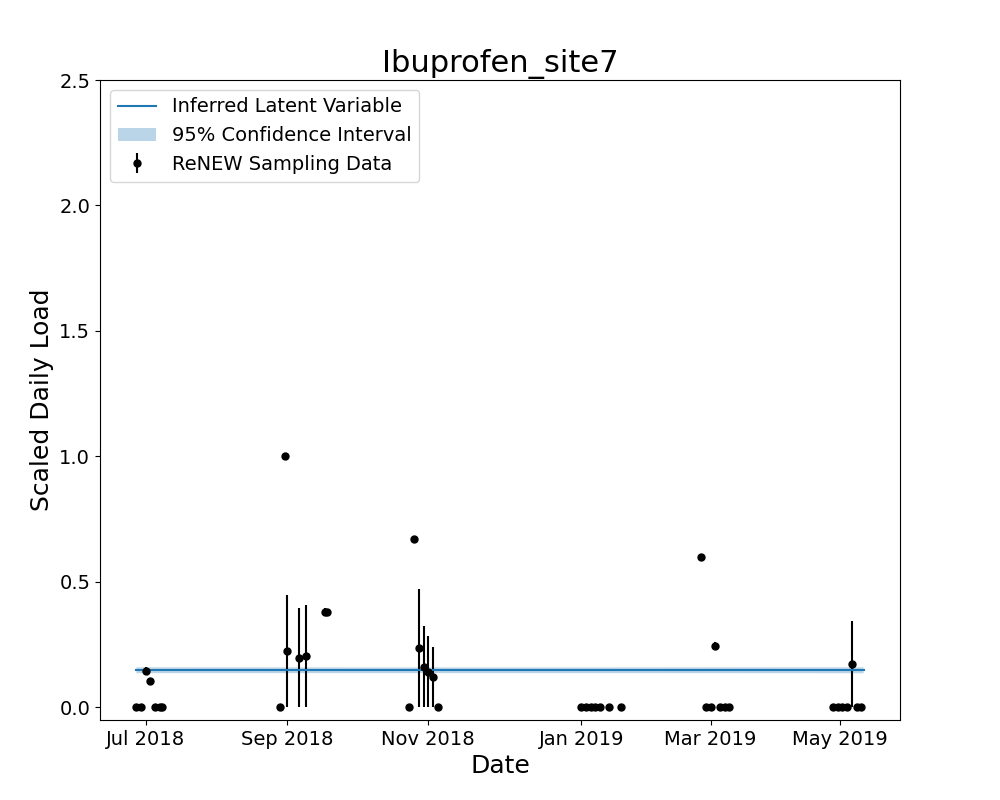 Ibuprofen_site7
Inferred Latent Variable
95% Confidence Interval
ReNEW Sampling Data
Scaled Daily Load
2.5
2.0
1.5
1.0
0.5
0.0
Jul 2018 Sep 2018 Nov 2018 Jan 2019 Mar 2019 May 2019
Date